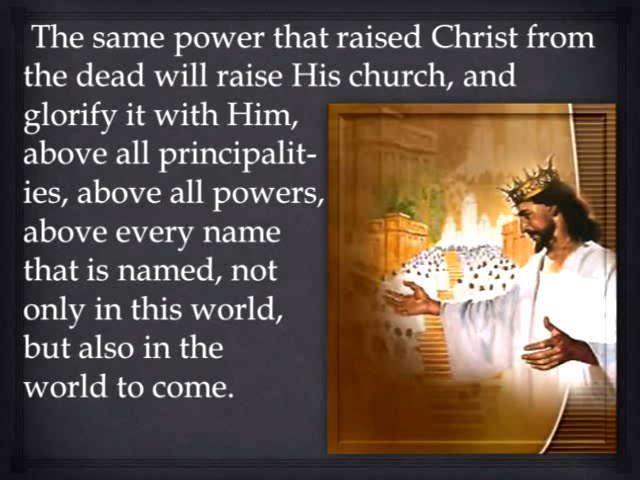 The same power that raised Christ from
the dead will raise His church, and
glorify it with Him,
above all principalit-
ies, above all powers,
above every name
that is named, not
only in this world,
but also in the
world to come.